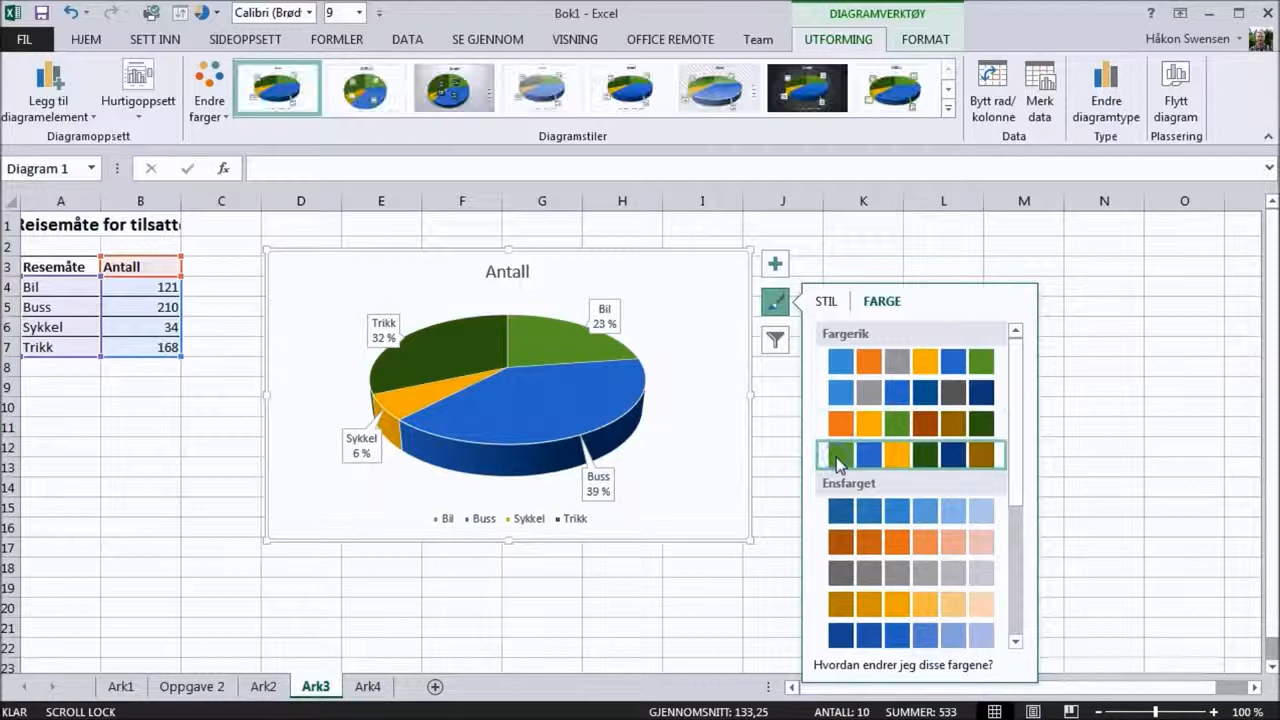 Calibri (Brød 9 Bok1 - Excel DIAGRAMVERKTØY ?
FIL HJEM SETT INN SIDEOPPSETT FORMLER DATA SE GJENNOM VISNING OFFICE REMOTE Team UTFORMING FORMAT Håkon Swensen
Legg til diagramelement
Hurtigoppsett
Endre farger
Bytt rad/ kolonne
Merk data
Endre diagramtype
Flytt diagram
Diagramoppsett Diagramstiler Data Type Plassering
Diagram 1 fx
A B C D E F G H I J K L M N O
1 Reisemåte for tilsatt
2
3 Resemåte Antall
4 Bil 121
5 Buss 210
6 Sykkel 34
7 Trikk 168
8
9
10
11
12
13
14
15
16
17
18
19
20
21
22
23
Antall
Bil
23 %
Trikk
32 %
Sykkel
6 %
Buss
39 %
Bil Buss Sykkel Trikk
STIL FARGE
Fargerik
Ensfarget
Hvordan endrer jeg disse fargene?
Ark1 Oppgave 2 Ark2 Ark3 Ark4
KLAR SCROLL LOCK GJENNOMSNITT: 133,25 ANTALL: 10 SUMMER: 533 100 %